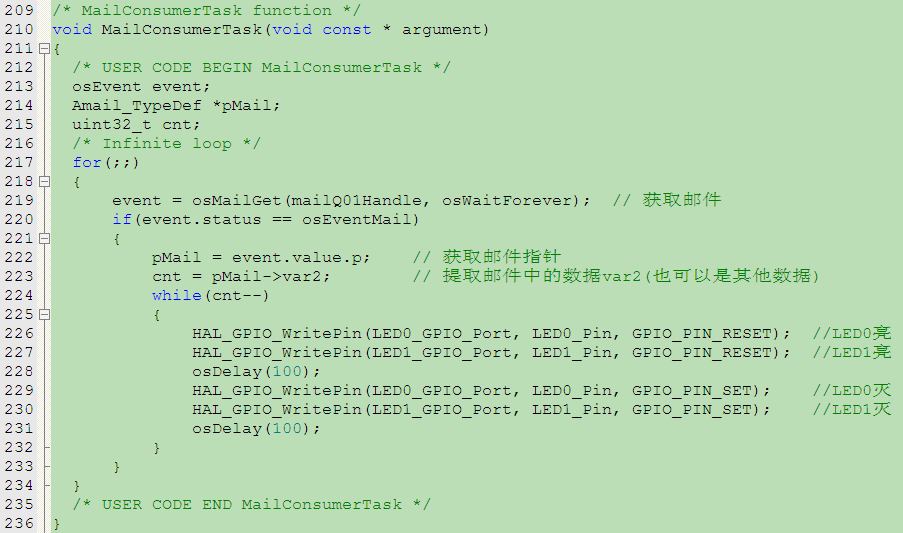 209 /* MailConsumerTask function */
210 void MailConsumerTask(void const * argument)
211 {
212   /* USER CODE BEGIN MailConsumerTask */
213   osEvent event;
214   Amail_TypeDef *pMail;
215   uint32_t cnt;
216   /* Infinite loop */
217   for(;;)
218   {
219       event = osMailGet(mailQ01Handle, osWaitForever);  // 获取邮件
220       if(event.status == osEventMail)
221       {
222           pMail = event.value.p;    // 获取邮件指针
223           cnt = pMail->var2;        // 提取邮件中的数据var2(也可以是其他数据)
224           while(cnt--)
225           {
226               HAL_GPIO_WritePin(LED0_GPIO_Port, LED0_Pin, GPIO_PIN_RESET);  //LED0亮
227               HAL_GPIO_WritePin(LED1_GPIO_Port, LED1_Pin, GPIO_PIN_RESET);  //LED1亮
228               osDelay(100);
229               HAL_GPIO_WritePin(LED0_GPIO_Port, LED0_Pin, GPIO_PIN_SET);    //LED0灭
230               HAL_GPIO_WritePin(LED1_GPIO_Port, LED1_Pin, GPIO_PIN_SET);    //LED1灭
231               osDelay(100);
232           }
233       }
234   }
235   /* USER CODE END MailConsumerTask */
236 }